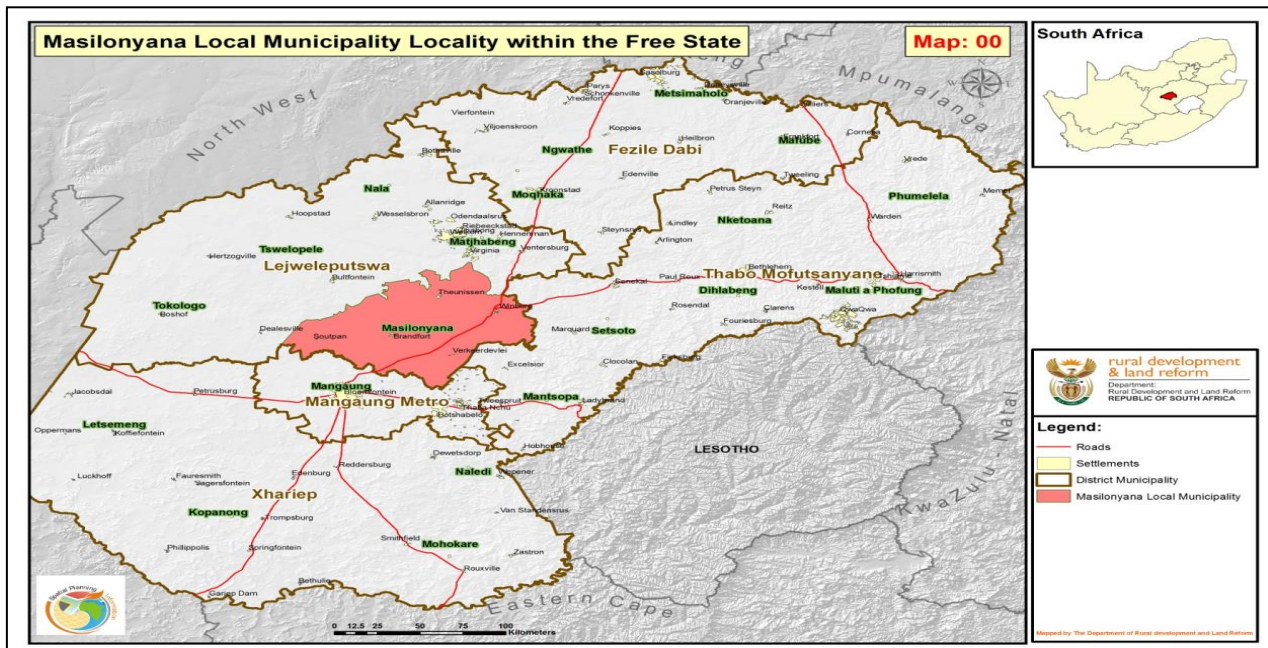 Masilonyana Local Municipality Locality within the Free State
Map: 00
South Africa
North West
Mpumalanga
Parys
Schonkenville
Vredefort
Metsimaholo
Oranjeville
Vierfontein
Viljoenskroon
Koppies
Heilbron
Mafube
Cornelia
Ngwathe
Fezile Dabi
Vrede
Edenville
Tweeling
Nala
Moqhaka
Kroonstad
Petrus Steyn
Phumelela
Memel
Allanridge
Hoopstad
Wesselsbron
Odendaalsrus
Reitz
Nketoana
Warden
Riebeeckstad
Lindley
Hennenman
Steynsrus
Matjhabeng
Arlington
Ventersburg
Virginia
Tswelopele
Hertzogville
Lejweleputswa
Bethlehem
Bultfontein
Paul Roux
Thabo Mofutsanyane
Harrismith
Senekal
Kestell
Theunissen
Dihlabeng
Maluti a Phofung
Tokologo
Boshof
Rosendal
Clarens
QwaQwa
Dealesville
Masilonyana
Soutpan
Brandfort
Marquard
Setsoto
Fouriesburg
Verkeerdevlei
Excelsior
Clocolan
Ficksburg
Jacobsdal
Petrusburg
Mangaung
Bloemfontein
Mangaung Metro
Tweespruit
Mantsopa
Ladybrand
Thaba Nchu
Botshabelo
Letsemeng
Oppermans
Koffiefontein
Hobhouse
Dewetsdorp
LESOTHO
Reddersburg
Luckhoff
Fauresmith
Jagersfontein
Edenburg
Naledi
Wepener
Xhariep
Kopanong
Trompsburg
Van Standensrus
KwaZulu - Natal
Philippolis
Springfontein
Smithfield
Mohokare
Zastron
Rouxville
Bethulie
Gariep Dam
Eastern Cape
0 12.5 25 50 75 100
Kilometers
Spatial Planning
rural development
& land reform
Department:
Rural Development and Land Reform
REPUBLIC OF SOUTH AFRICA
Legend:
Roads
Settlements
District Municipality
Masilonyana Local Municipality
Mapped by The Department of Rural development and Land Reform